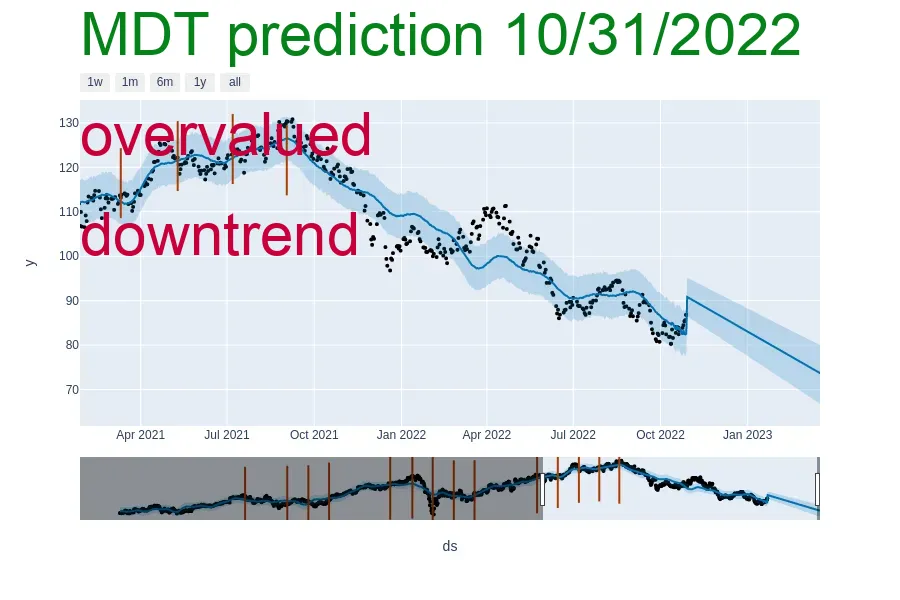 MDT prediction 10/31/2022
1w 1m 6m 1y all
130
overvalued
120
110
downtrend
100
90
80
70
y
Apr 2021 Jul 2021 Oct 2021 Jan 2022 Apr 2022 Jul 2022 Oct 2022 Jan 2023
ds